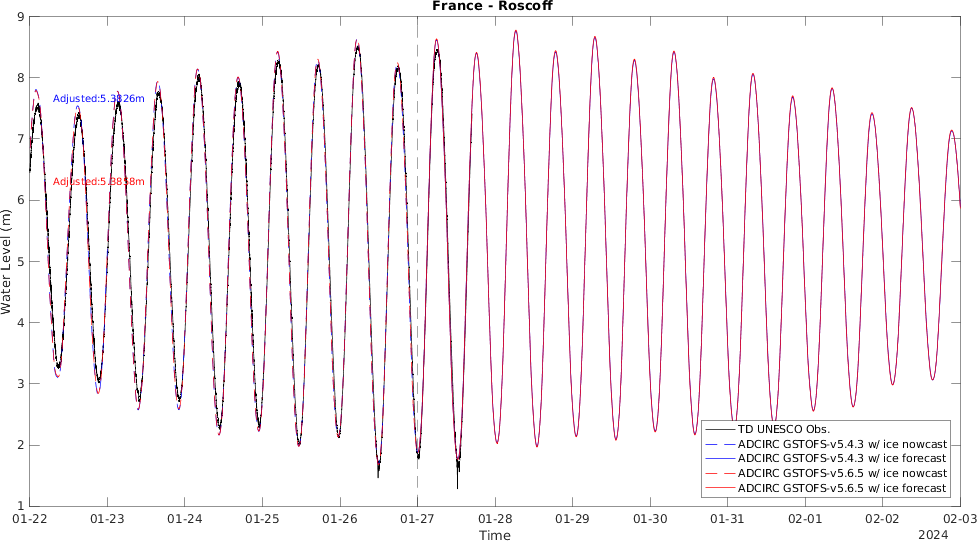 France - Roscoff
9
8
7
6
5
4
3
2
1
Water Level (m)
Adjusted:5.3826m
Adjusted:5.3858m
TD UNESCO Obs.
ADCIRC GSTOFS-v5.4.3 w/ ice nowcast
ADCIRC GSTOFS-v5.4.3 w/ ice forecast
ADCIRC GSTOFS-v5.6.5 w/ ice nowcast
ADCIRC GSTOFS-v5.6.5 w/ ice forecast
01-22 01-23 01-24 01-25 01-26 01-27 01-28 01-29 01-30 01-31 02-01 02-02 02-03
Time
2024